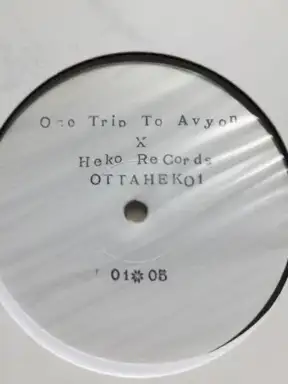 One Trip To Avyon
X
Heko ReCords
OTTAHEK01
01✽05